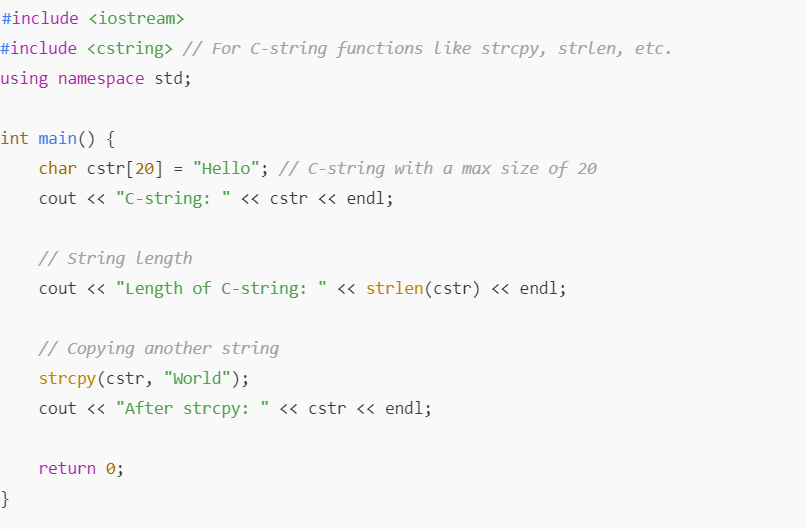 #include <iostream>
#include <cstring> // For C-string functions like strcpy, strlen, etc.
using namespace std;
int main() {
    char cstr[20] = "Hello"; // C-string with a max size of 20
    cout << "C-string: " << cstr << endl;
    // String length
    cout << "Length of C-string: " << strlen(cstr) << endl;
    // Copying another string
    strcpy(cstr, "World");
    cout << "After strcpy: " << cstr << endl;
    return 0;
}